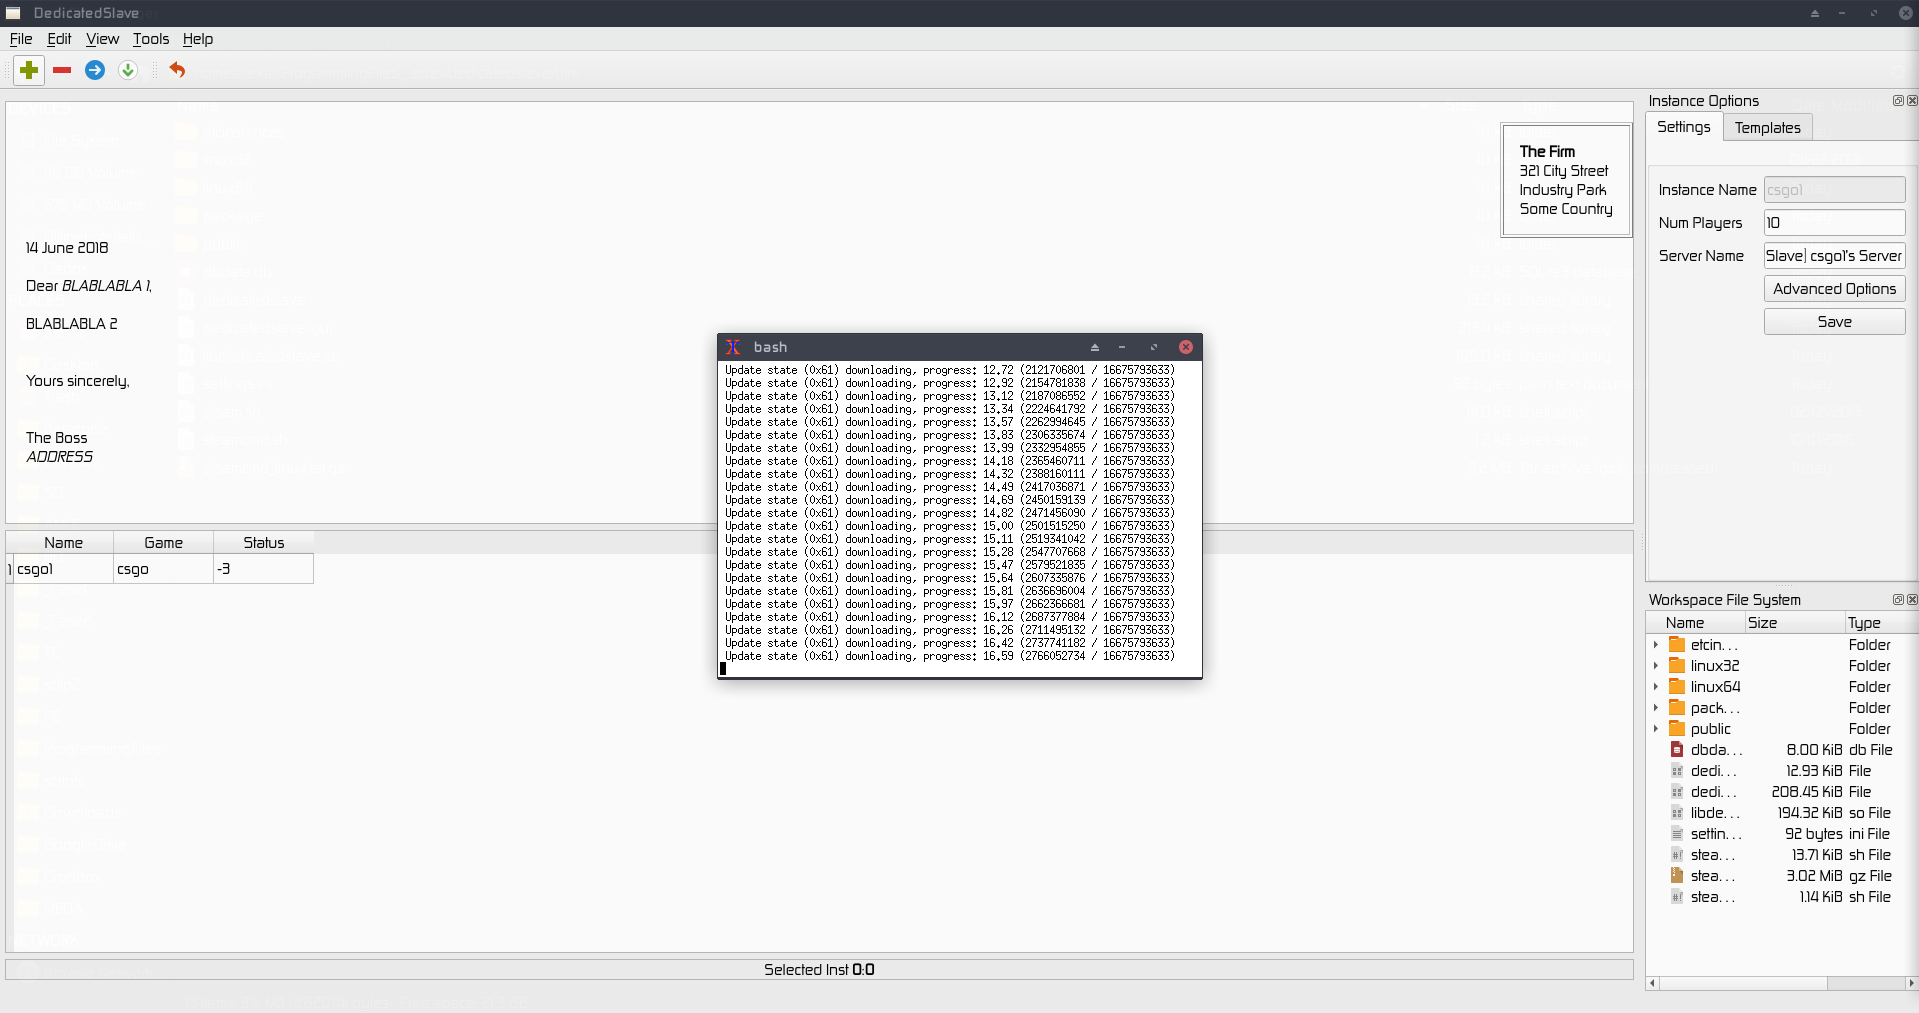 DedicatedSlave
File Edit View Tools Help
The Firm
321 City Street
Industry Park
Some Country
14 June 2018
Dear BLABLABLA 1,
BLABLABLA 2
Yours sincerely,
The Boss
ADDRESS
Name Game Status
1 csgo1 csgo -3
Selected Inst 0:0
bash
Update state (0x61) downloading, progress: 12.72 (2121706801 / 16675793633)
Update state (0x61) downloading, progress: 12.92 (2154781838 / 16675793633)
Update state (0x61) downloading, progress: 13.12 (2187086552 / 16675793633)
Update state (0x61) downloading, progress: 13.34 (2224641792 / 16675793633)
Update state (0x61) downloading, progress: 13.57 (2262994645 / 16675793633)
Update state (0x61) downloading, progress: 13.83 (2306335674 / 16675793633)
Update state (0x61) downloading, progress: 13.99 (2332954855 / 16675793633)
Update state (0x61) downloading, progress: 14.18 (2365460711 / 16675793633)
Update state (0x61) downloading, progress: 14.32 (2388160111 / 16675793633)
Update state (0x61) downloading, progress: 14.49 (2417036871 / 16675793633)
Update state (0x61) downloading, progress: 14.69 (2450159139 / 16675793633)
Update state (0x61) downloading, progress: 14.82 (2471456090 / 16675793633)
Update state (0x61) downloading, progress: 15.00 (2501515250 / 16675793633)
Update state (0x61) downloading, progress: 15.11 (2519341042 / 16675793633)
Update state (0x61) downloading, progress: 15.28 (2547707668 / 16675793633)
Update state (0x61) downloading, progress: 15.47 (2579521835 / 16675793633)
Update state (0x61) downloading, progress: 15.64 (2607335876 / 16675793633)
Update state (0x61) downloading, progress: 15.81 (2636696004 / 16675793633)
Update state (0x61) downloading, progress: 15.97 (2662366681 / 16675793633)
Update state (0x61) downloading, progress: 16.12 (2687377884 / 16675793633)
Update state (0x61) downloading, progress: 16.26 (2711495132 / 16675793633)
Update state (0x61) downloading, progress: 16.42 (2737741182 / 16675793633)
Update state (0x61) downloading, progress: 16.59 (2766052734 / 16675793633)
Instance Options
Settings Templates
Instance Name csgo1
Num Players 10
Server Name Slave] csgo1's Server
Advanced Options
Save
Workspace File System
Name Size Type
etcin... Folder
linux32 Folder
linux64 Folder
pack... Folder
public Folder
dbda... 8.00 KiB db File
dedi... 12.93 KiB File
dedi... 208.45 KiB File
libde... 194.32 KiB so File
settin... 92 bytes ini File
stea... 13.71 KiB sh File
stea... 3.02 MiB gz File
stea... 1.14 KiB sh File